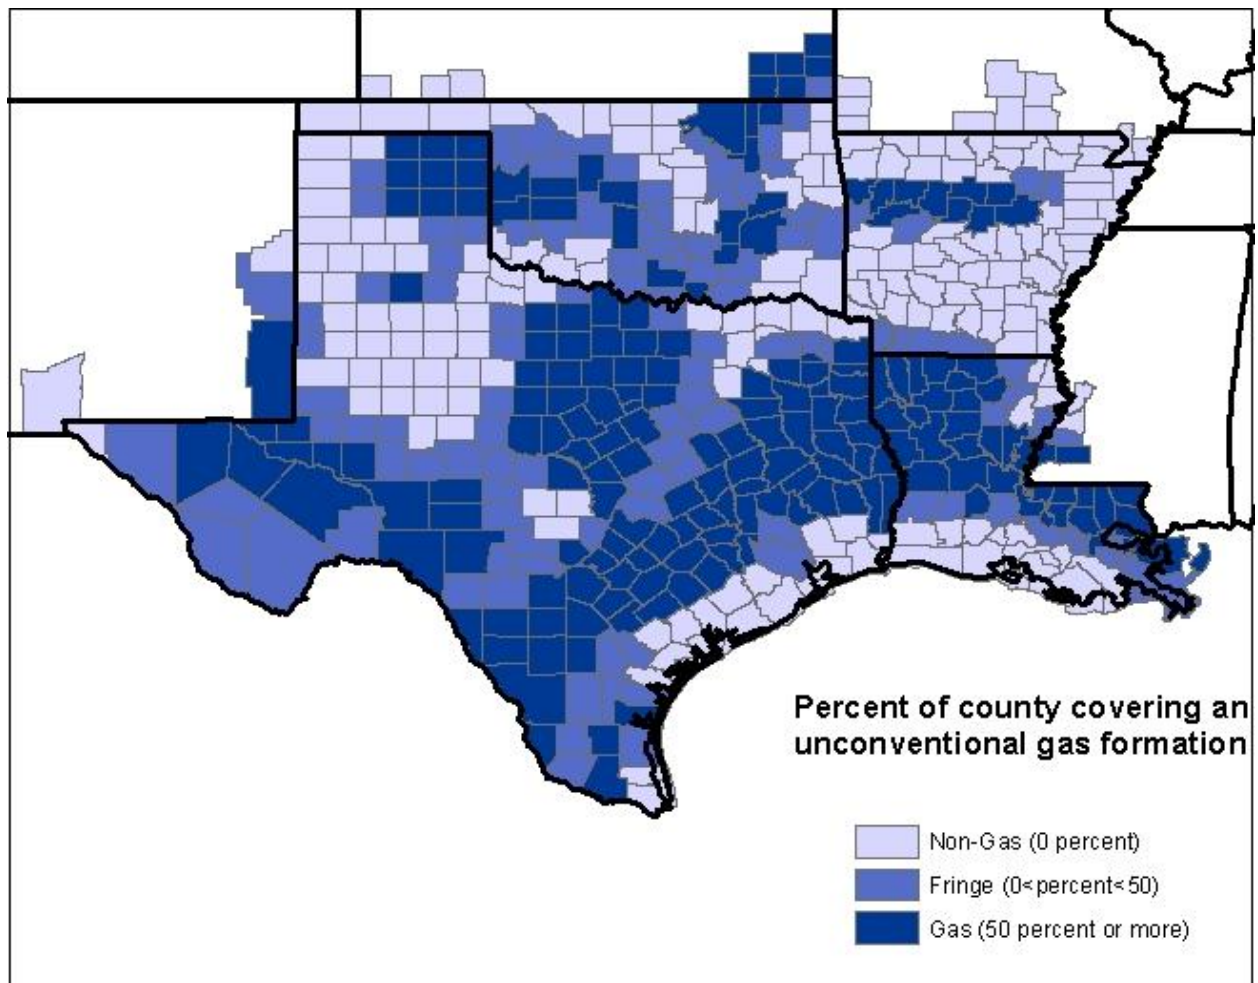 Percent of county covering an
unconventional gas formation
Non-Gas (0 percent)
Fringe (0<percent<50)
Gas (50 percent or more)